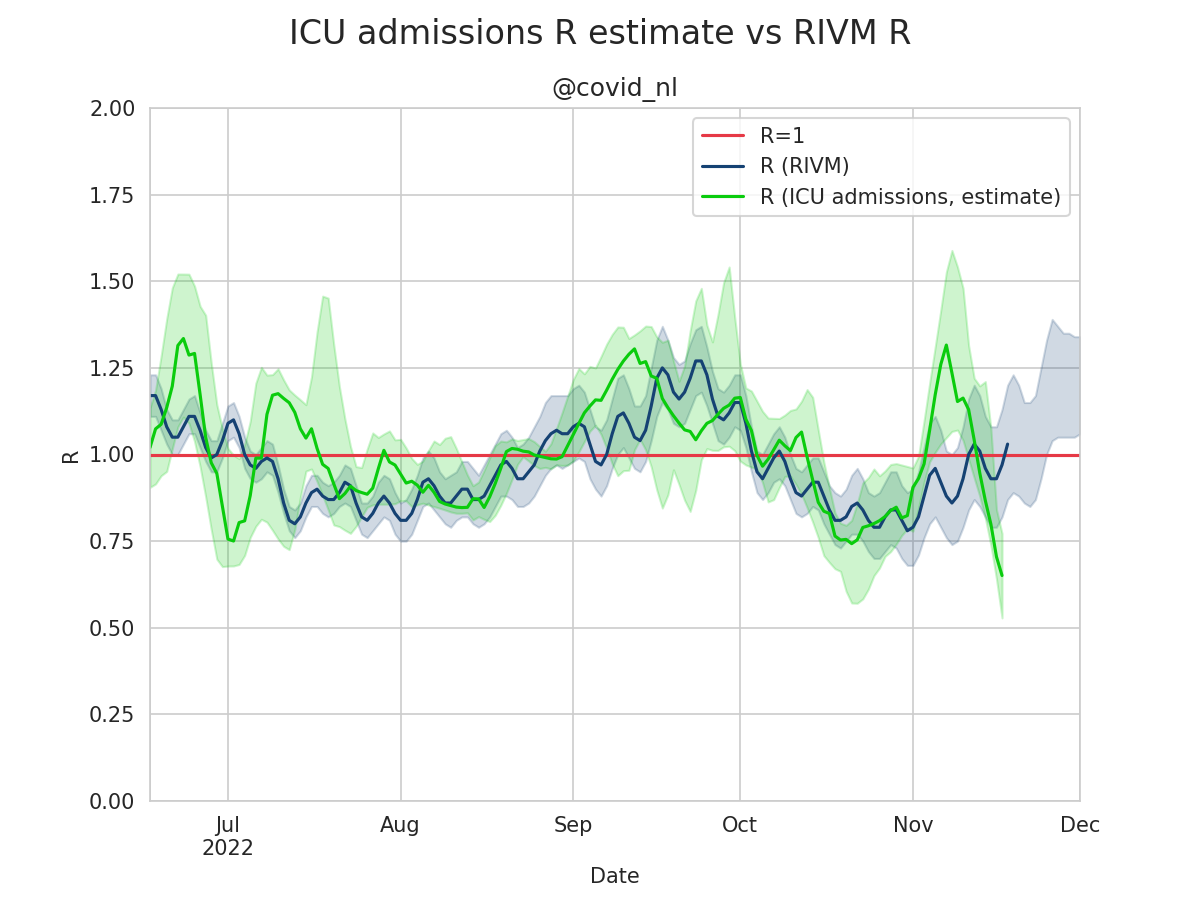 ICU admissions R estimate vs RIVM R
@covid_nl
R=1
R (RIVM)
R (ICU admissions, estimate)
2.00
1.75
1.50
1.25
1.00
0.75
0.50
0.25
0.00
R
Jul Aug Sep Oct Nov Dec
2022
Date